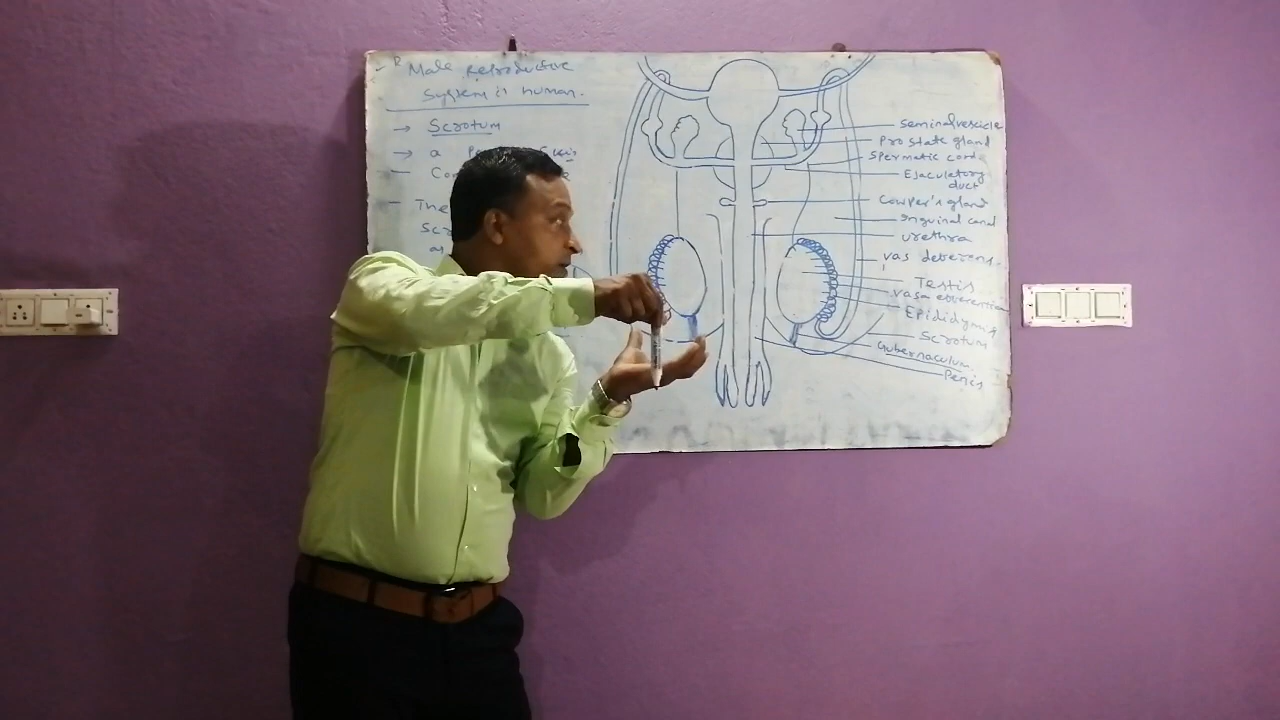 Male reproductive
System in human.
→ Scrotum
→ a
The
Seminal vesicle
Prostate gland
Spermatic cord
Ejaculatory
duct
Cowper's gland
Inguinal canal
urethra
vas deferens
Testis
vasa efferentia
Epididymis
Scrotum
Gubernaculum
Penis